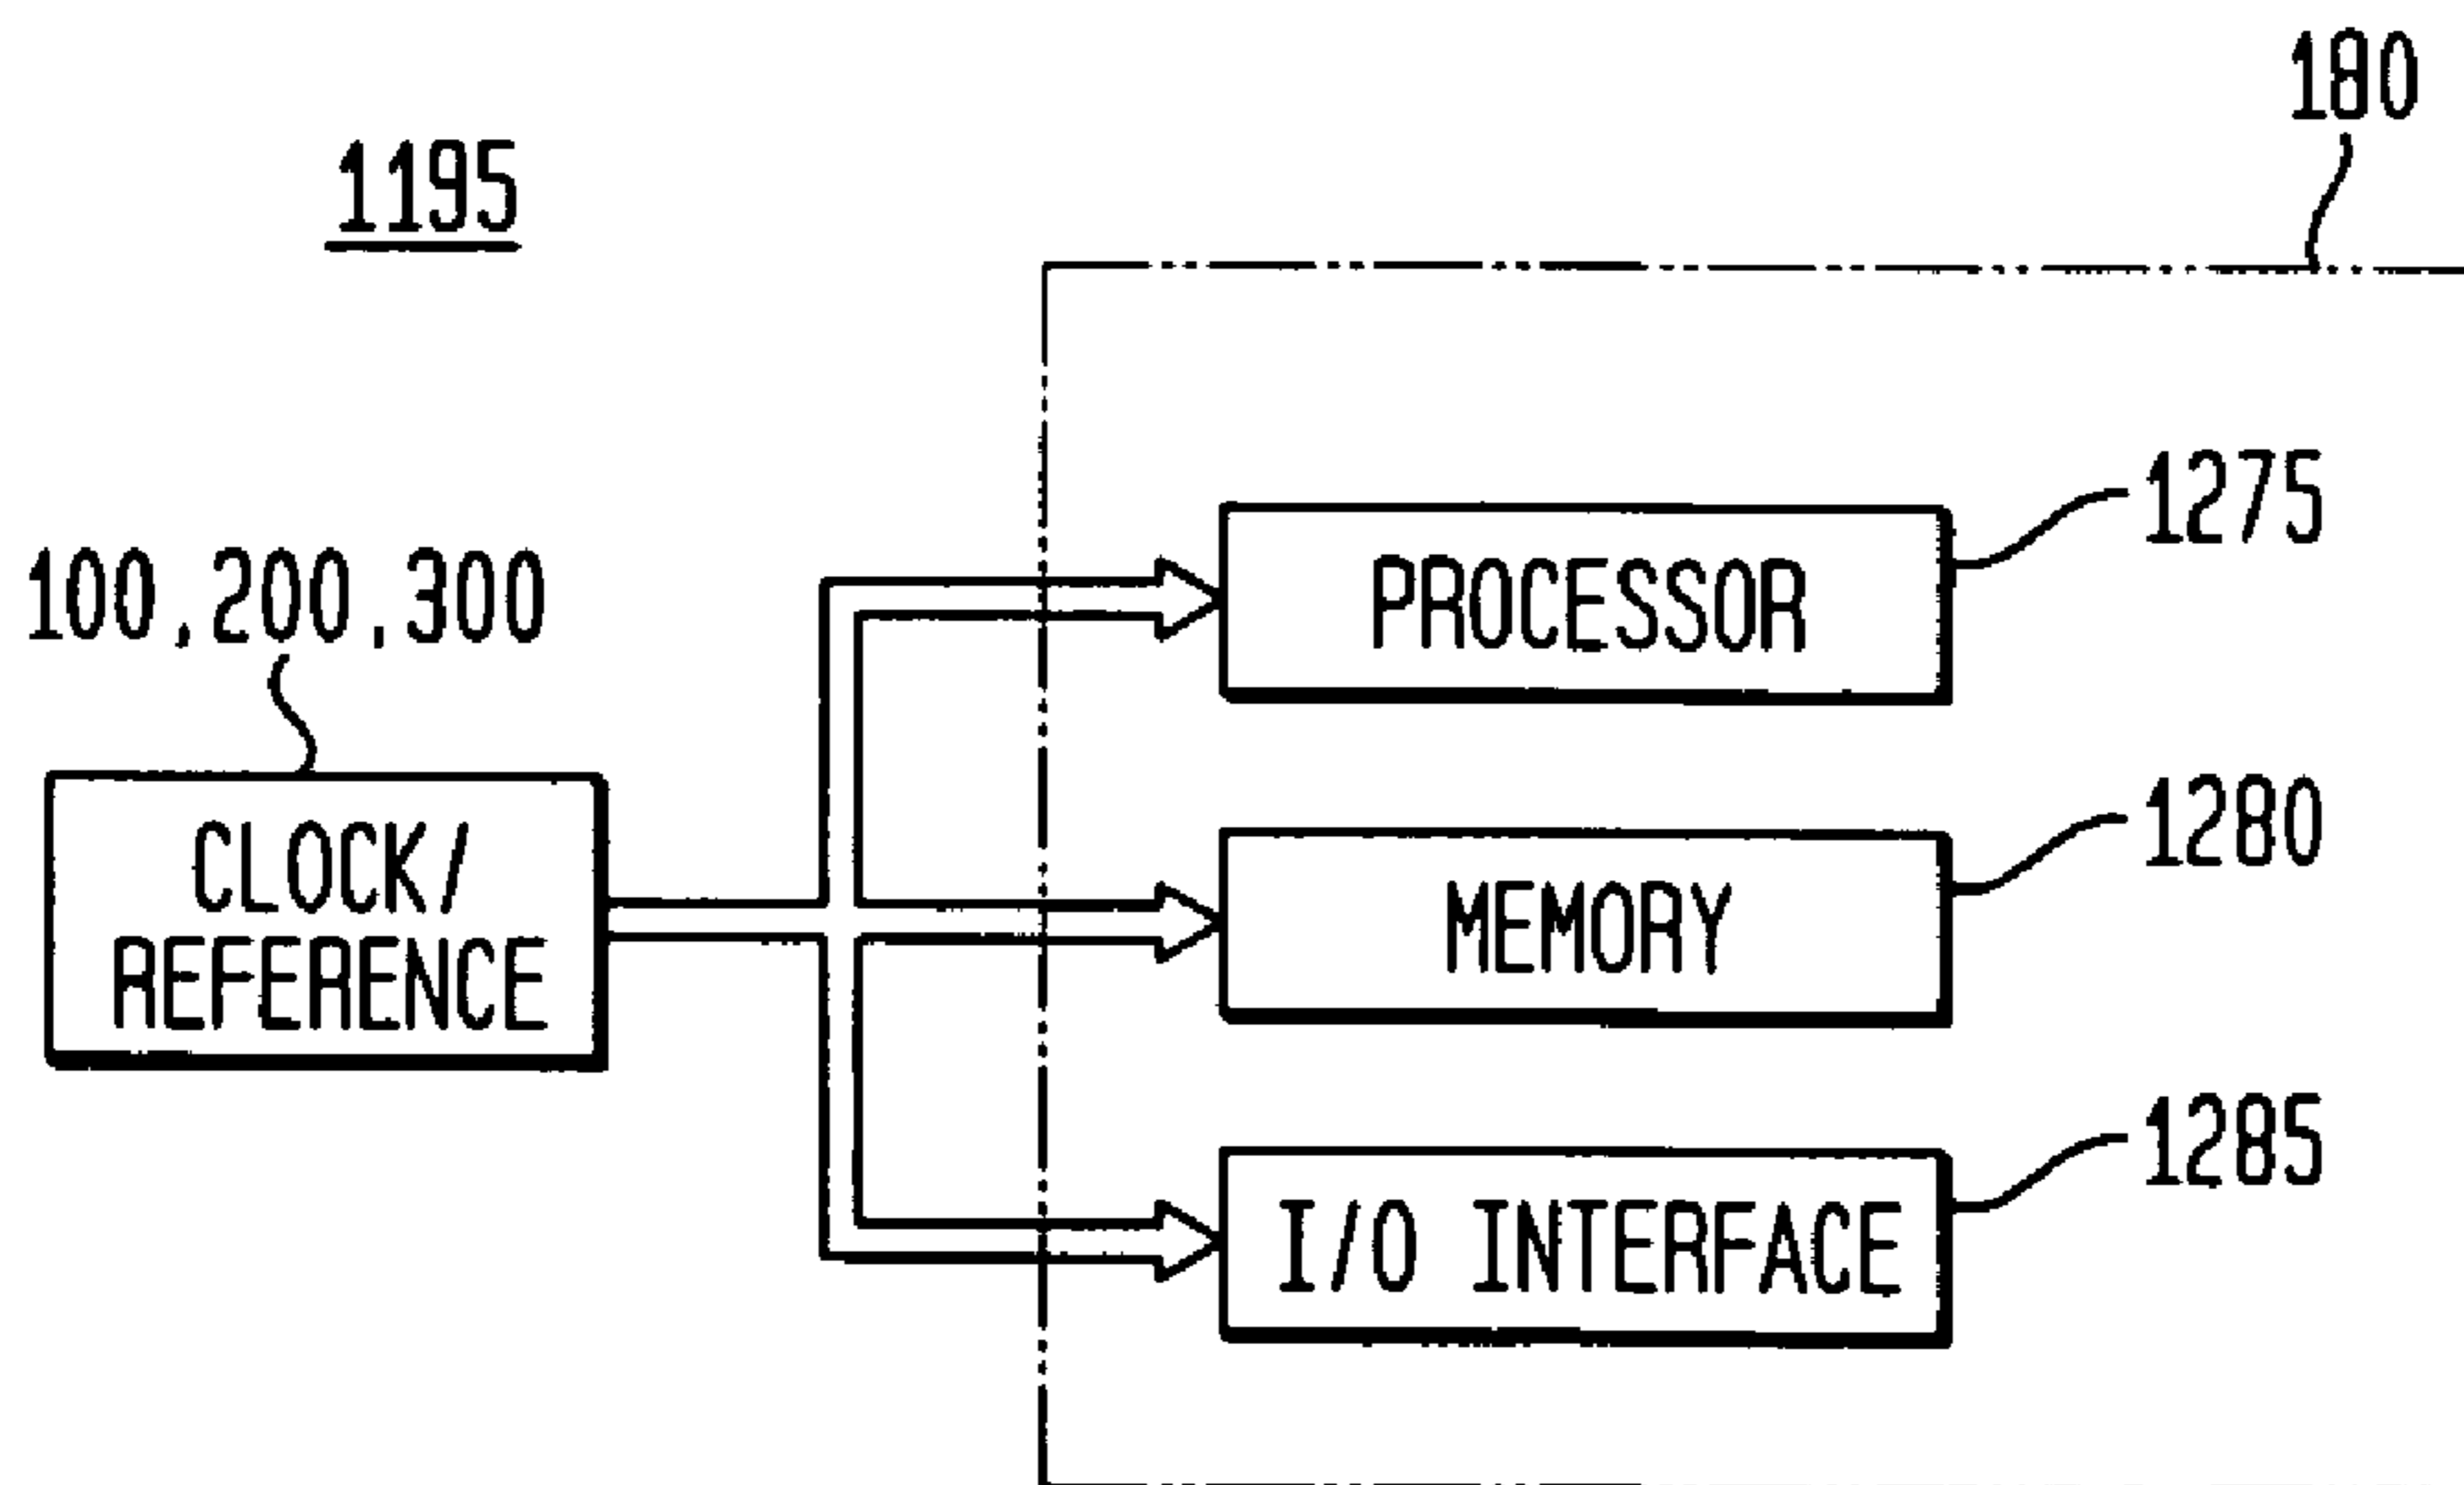 180
1195
1275
100,200,300
PROCESSOR
1280
CLOCK/
REFERENCE
MEMORY
1285
I/O INTERFACE